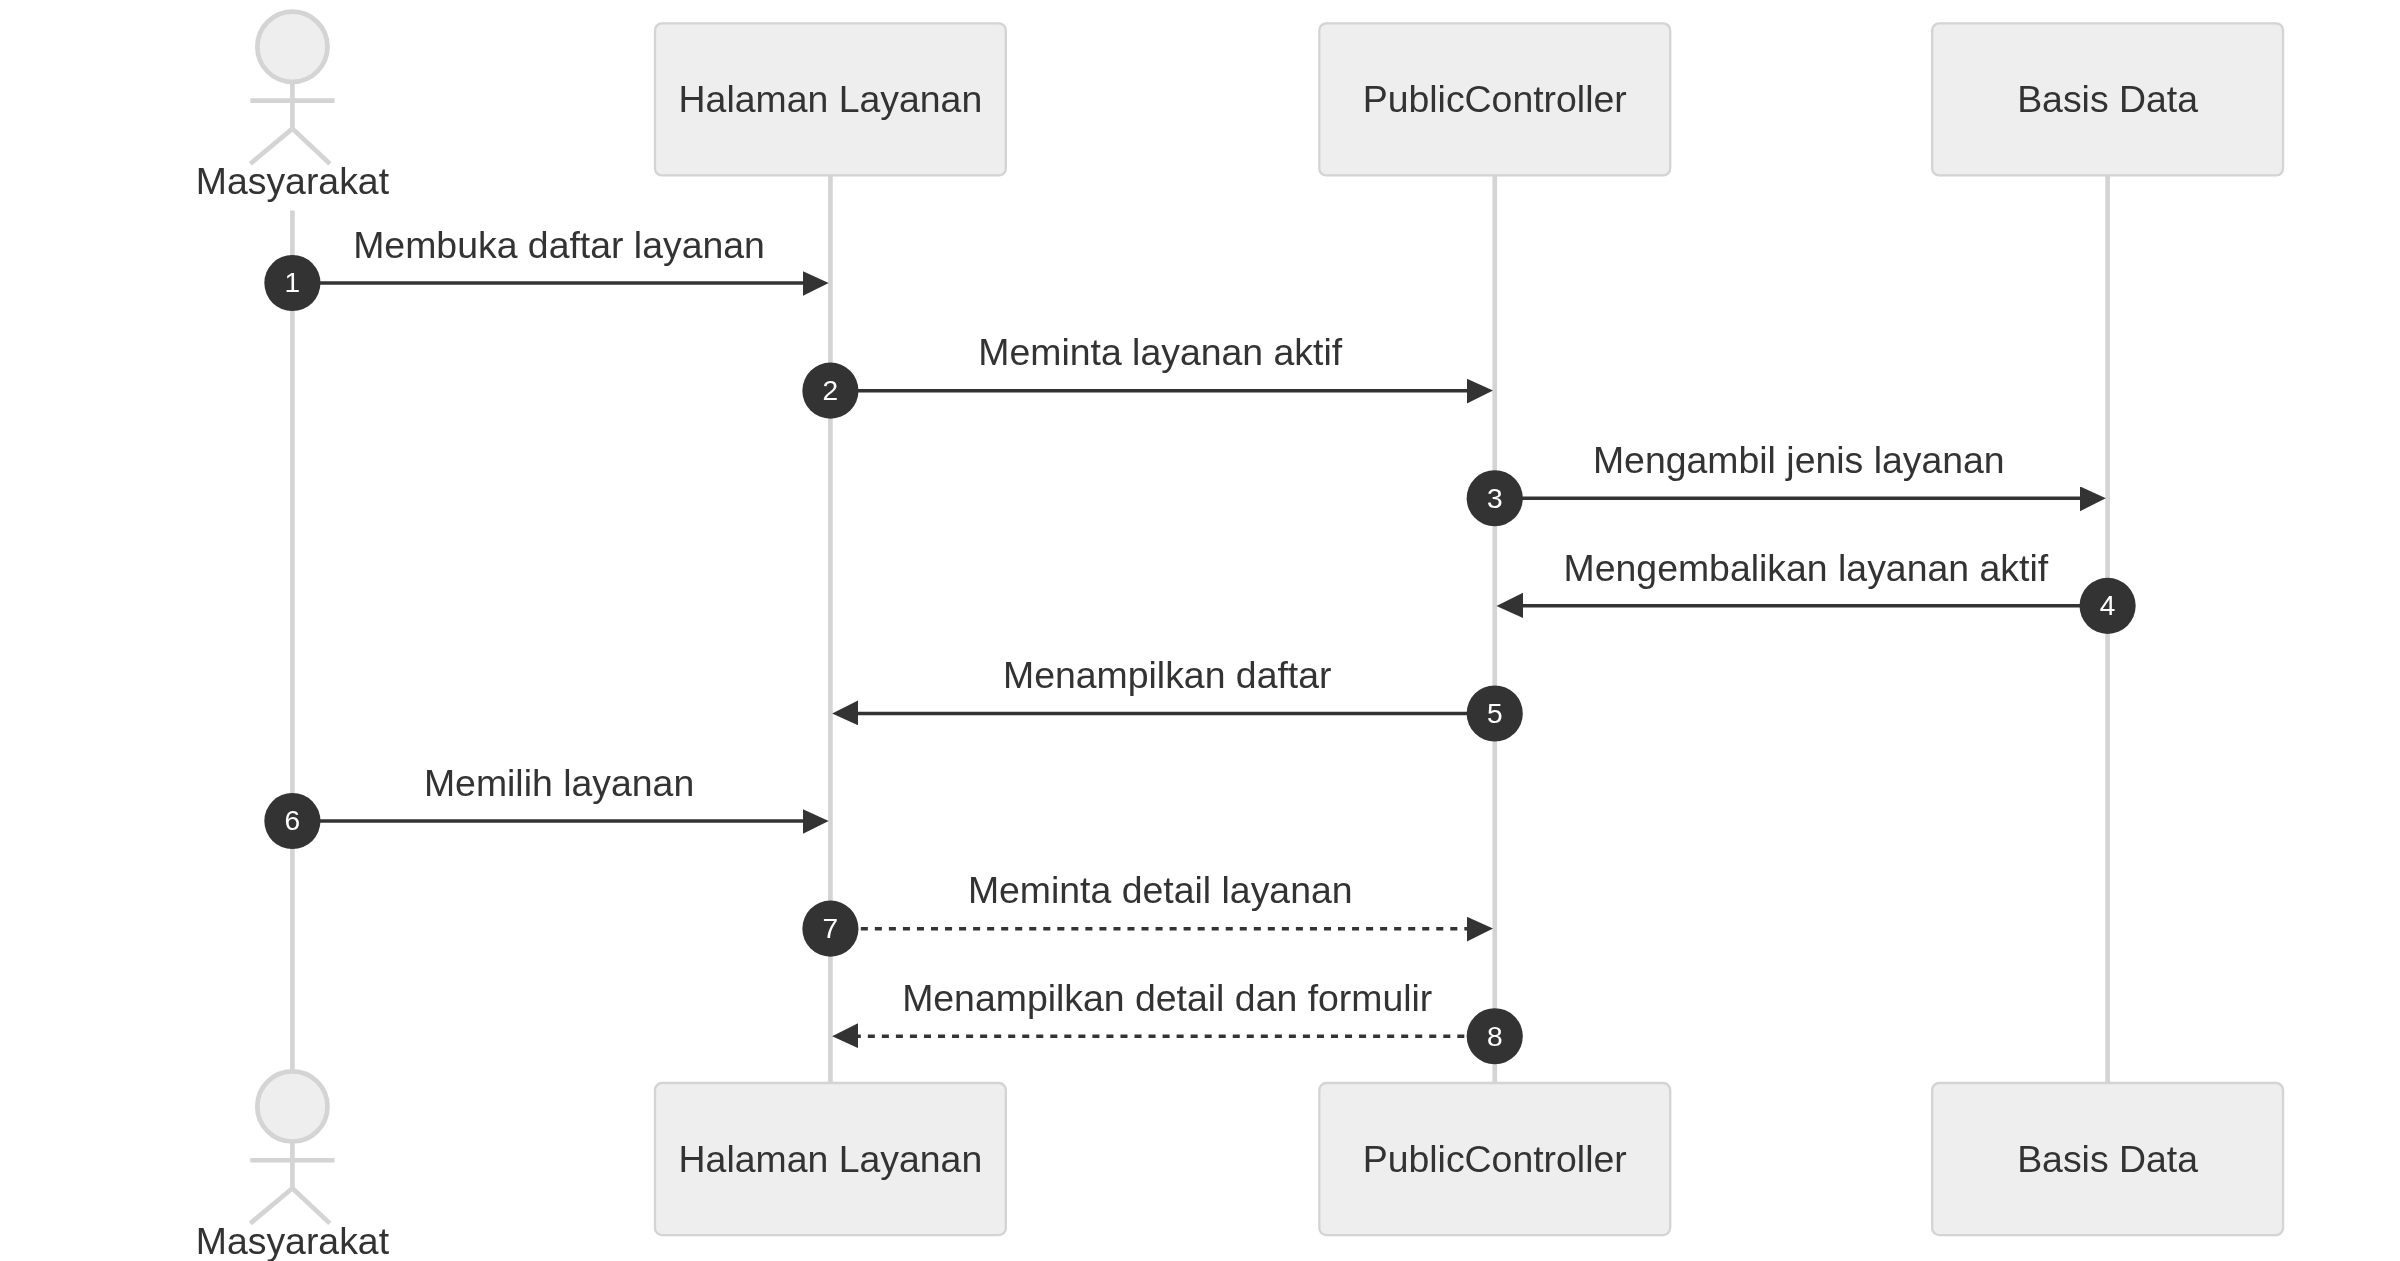 Masyarakat
Halaman Layanan
PublicController
Basis Data
Membuka daftar layanan
1
Meminta layanan aktif
2
Mengambil jenis layanan
3
Mengembalikan layanan aktif
4
Menampilkan daftar
5
Memilih layanan
6
Meminta detail layanan
7
Menampilkan detail dan formulir
8
Masyarakat
Halaman Layanan
PublicController
Basis Data